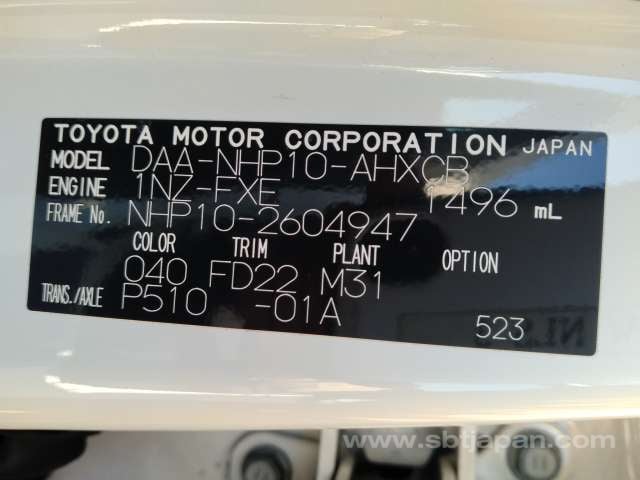 TOYOTA MOTOR CORPORATION JAPAN
MODEL DAA-NHP10-AHXCB
ENGINE 1NZ-FXE 1496 mL
FRAME No. NHP10-2604947
COLOR TRIM PLANT OPTION
040 FD22 M31
TRANS./AXLE P510 -01A
523
www.sbtjapan.com